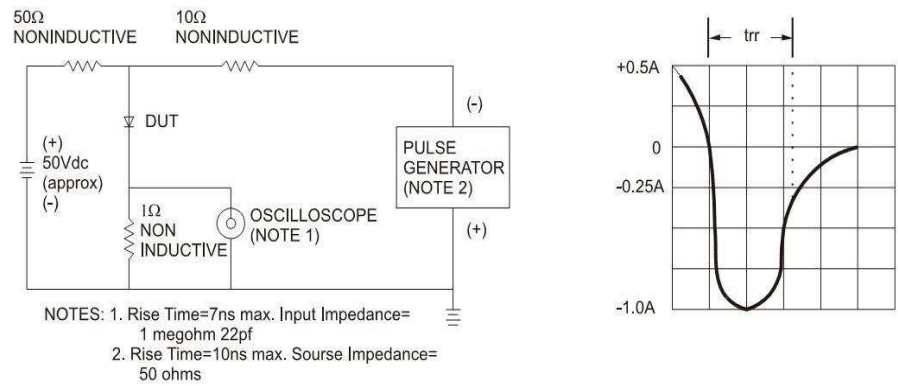 50Ω
NONINDUCTIVE
10Ω
NONINDUCTIVE
DUT
(+)
50Vdc
(approx)
(-)
1Ω
NON
INDUCTIVE
OSCILLOSCOPE
(NOTE 1)
(-)
PULSE
GENERATOR
(NOTE 2)
(+)
NOTES: 1. Rise Time=7ns max. Input Impedance=
1 megohm 22pf
2. Rise Time=10ns max. Sourse Impedance=
50 ohms
trr
+0.5A
0
-0.25A
-1.0A